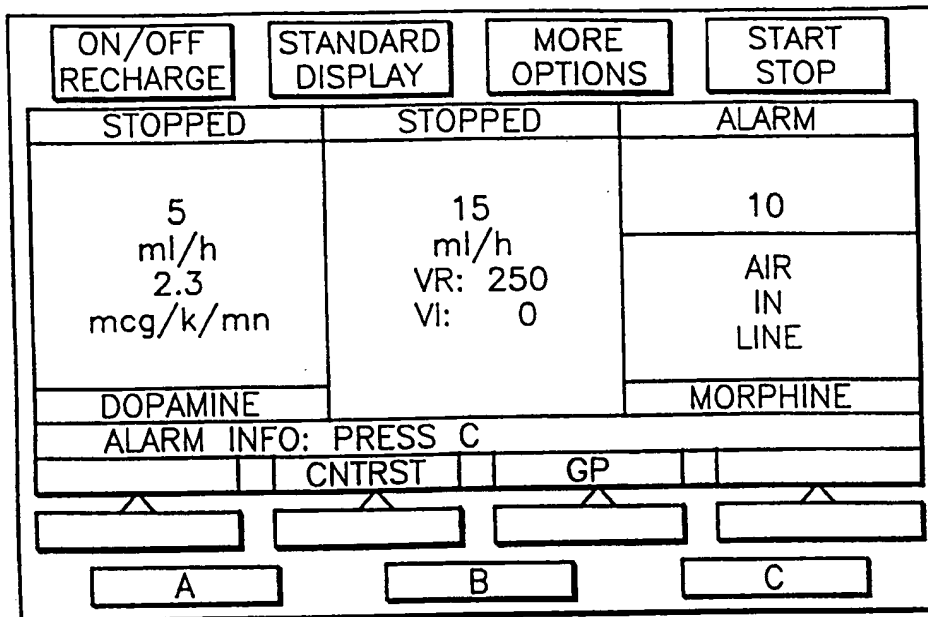 ON/OFF
RECHARGE
STANDARD
DISPLAY
MORE
OPTIONS
START
STOP
STOPPED
5
ml/h
2.3
mcg/k/mn
DOPAMINE
STOPPED
15
ml/h
VR: 250
VI: 0
ALARM
10
AIR
IN
LINE
MORPHINE
ALARM INFO: PRESS C
CNTRST
GP
A
B
C